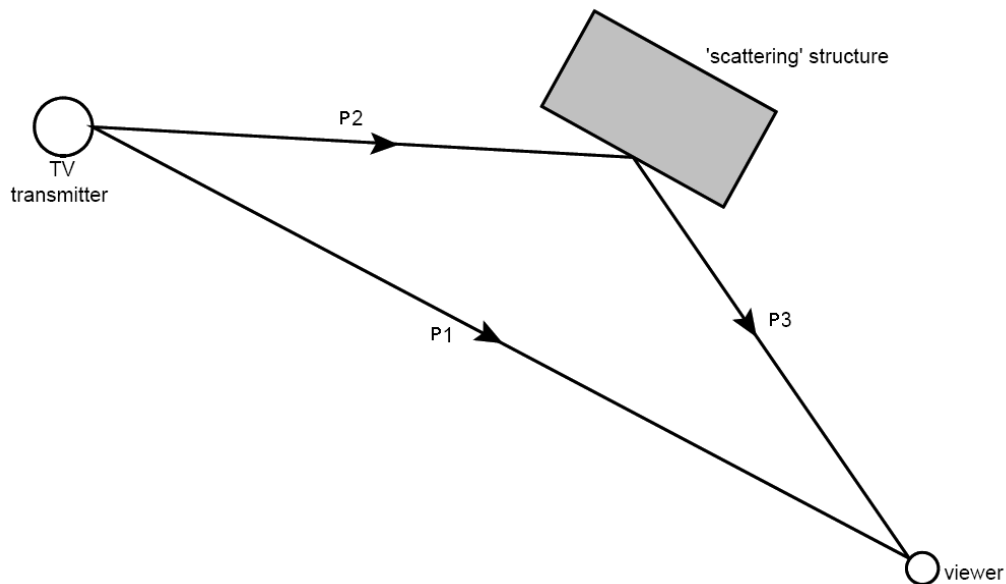 'scattering' structure
P2
TV
transmitter
P1
P3
viewer